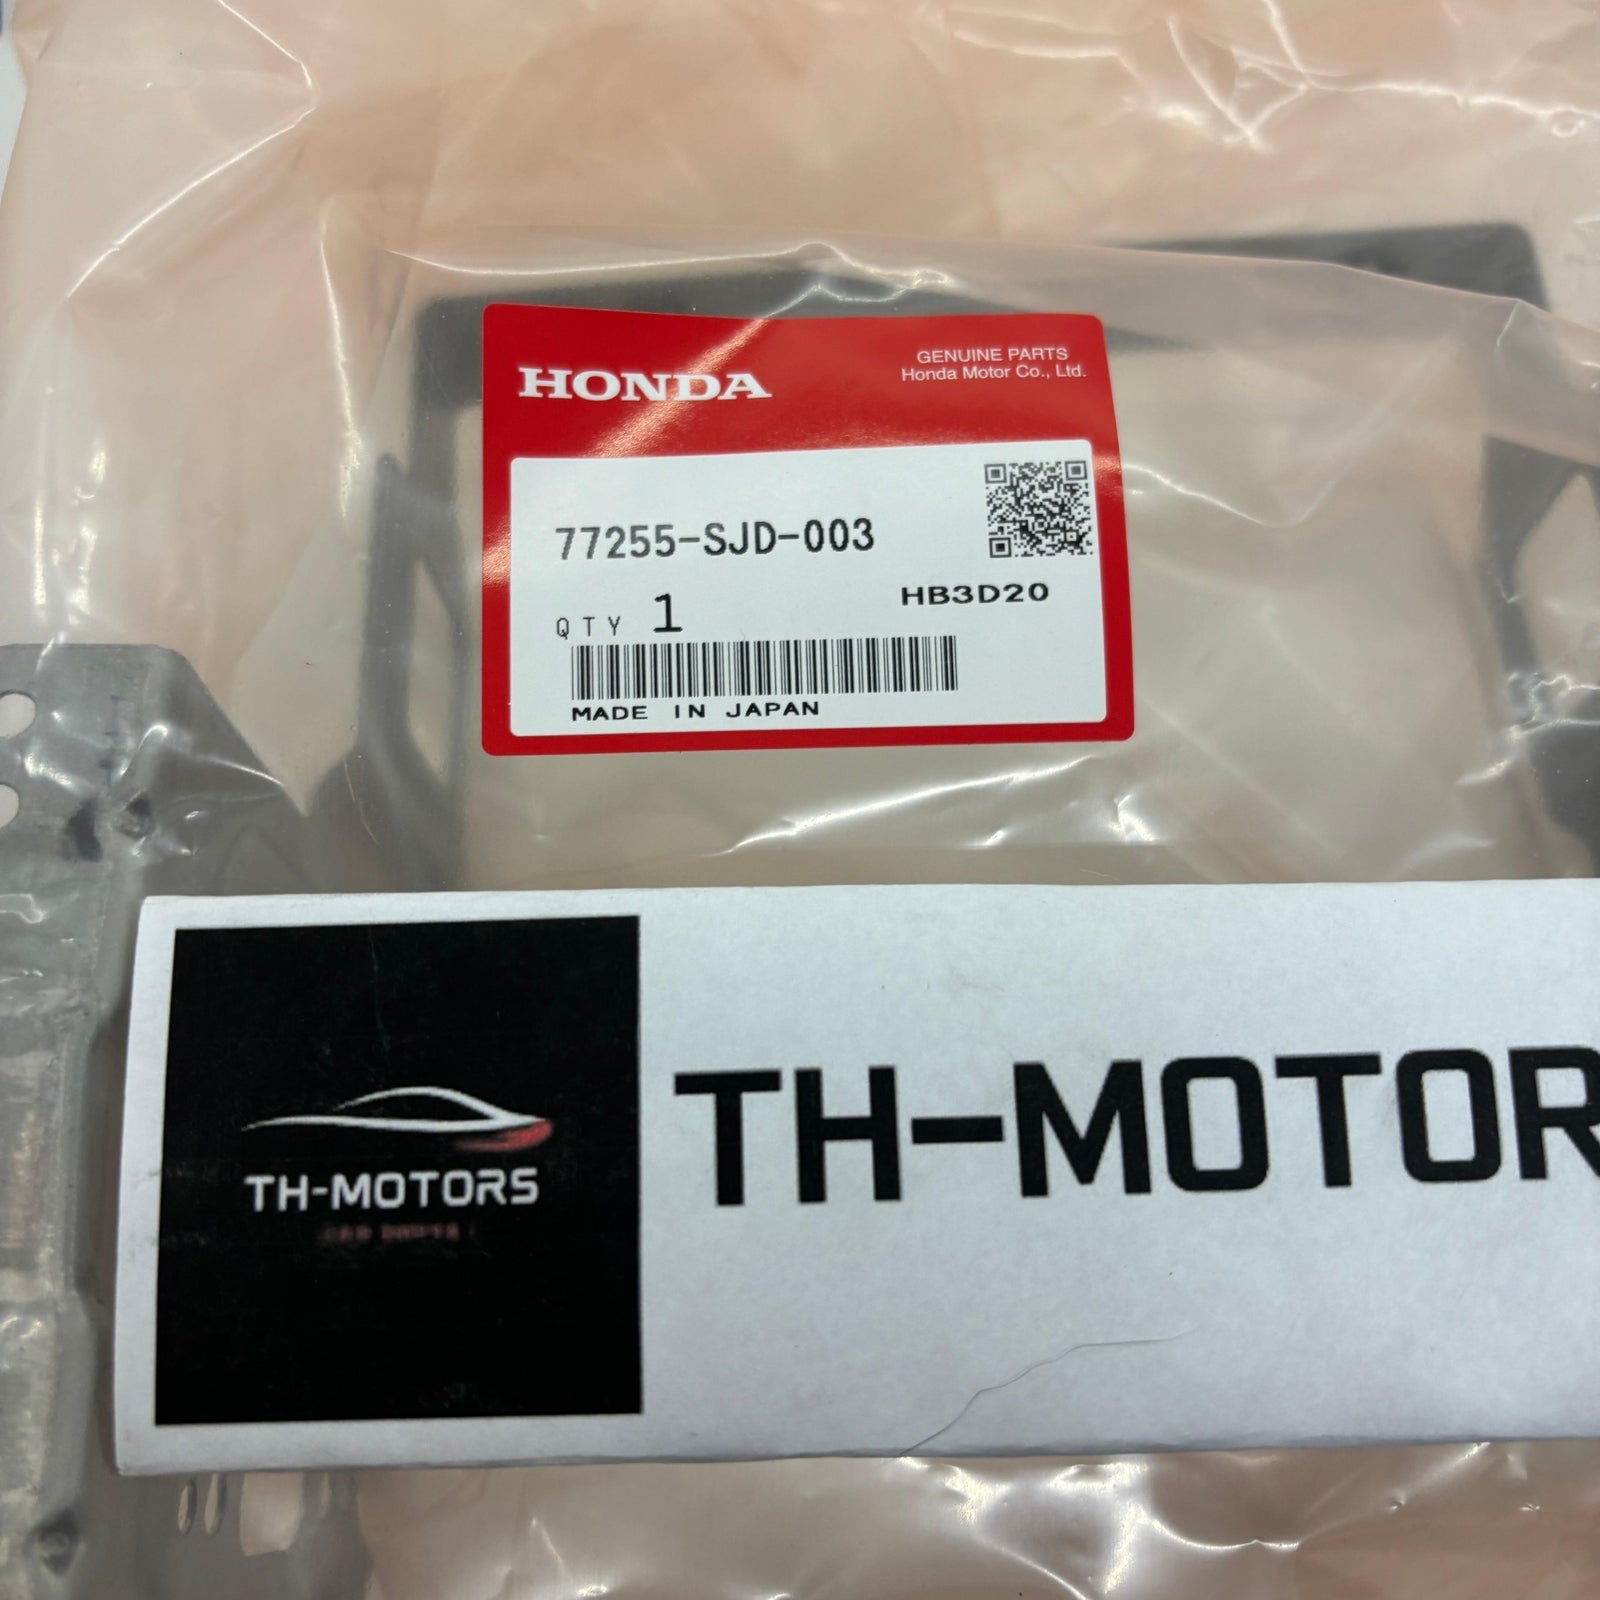 HONDA
GENUINE PARTS
Honda Motor Co., Ltd.
77255-SJD-003
HB3D20
QTY 1
MADE IN JAPAN
TH-MOTORS
TH-MOTORS